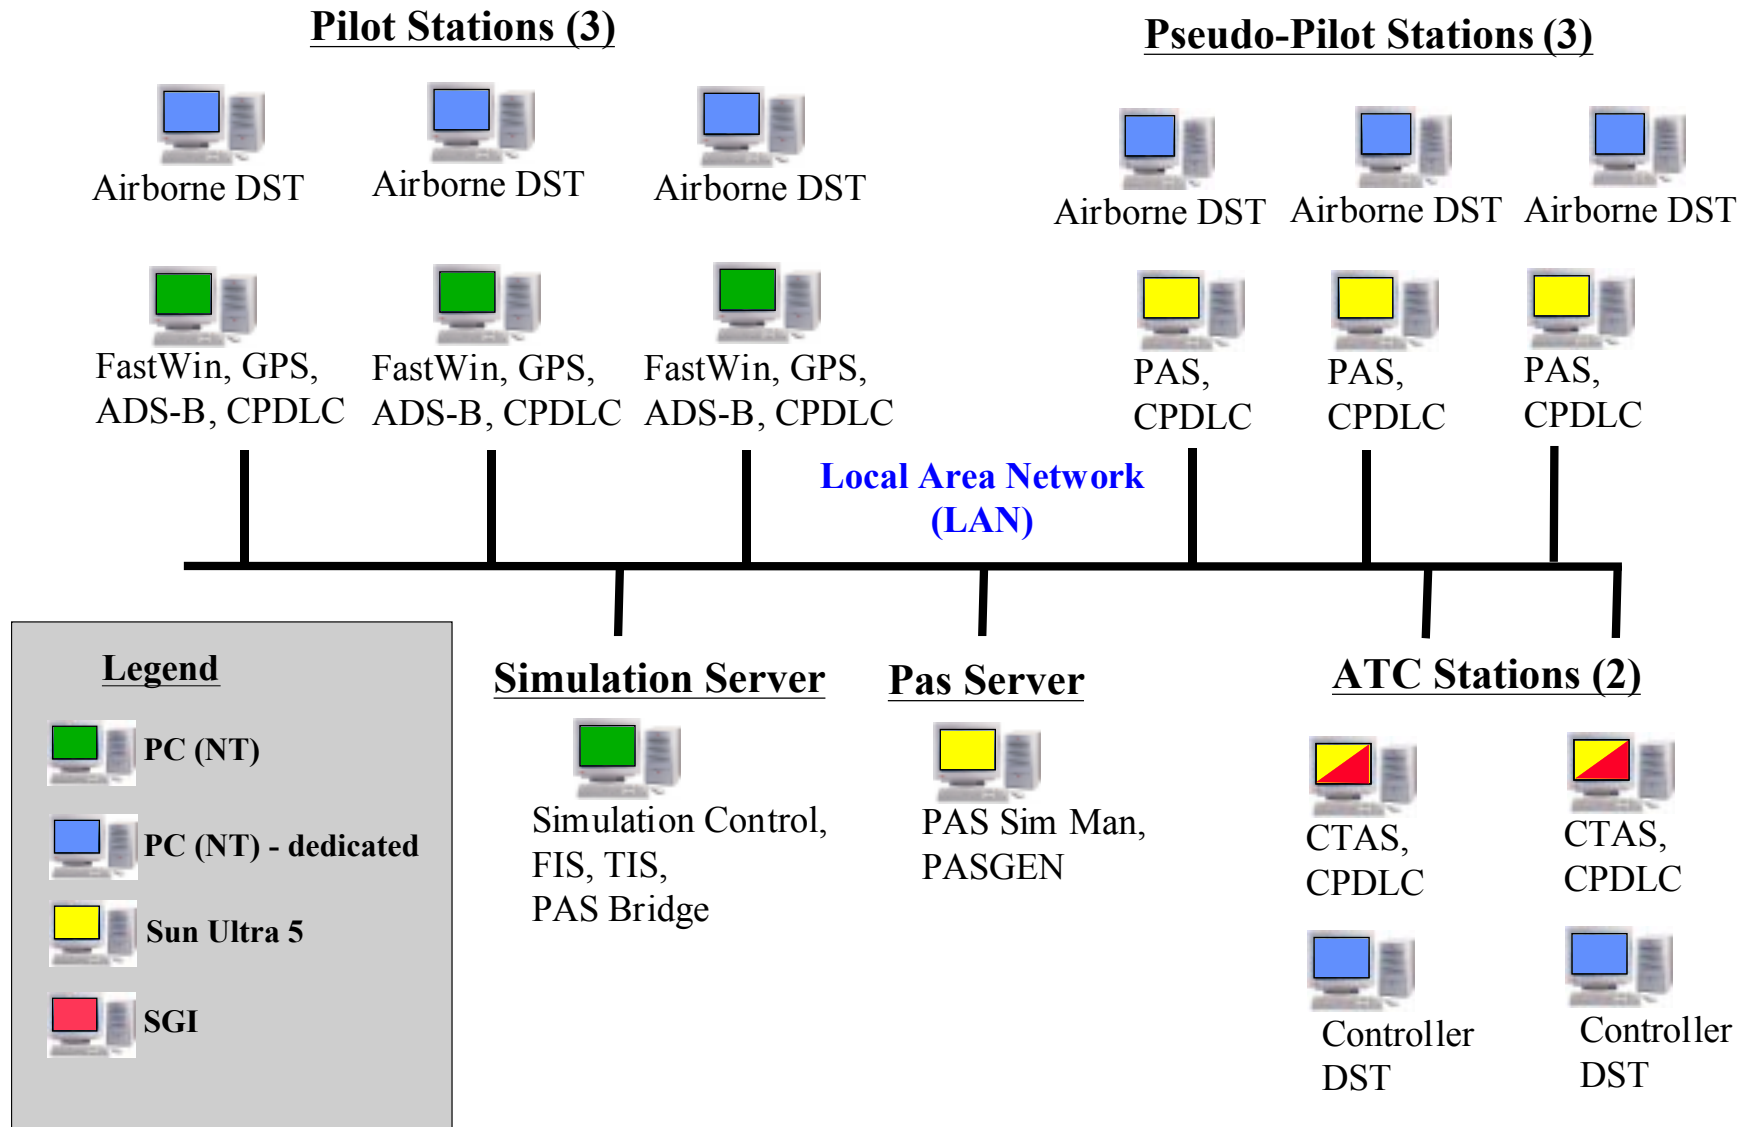 Pilot Stations (3)
Pseudo-Pilot Stations (3)
Airborne DST
Airborne DST
Airborne DST
Airborne DST
Airborne DST
Airborne DST
FastWin, GPS,
ADS-B, CPDLC
FastWin, GPS,
ADS-B, CPDLC
FastWin, GPS,
ADS-B, CPDLC
PAS,
CPDLC
PAS,
CPDLC
PAS,
CPDLC
Local Area Network
(LAN)
Legend
PC (NT)
PC (NT) - dedicated
Sun Ultra 5
SGI
Simulation Server
Simulation Control,
FIS, TIS,
PAS Bridge
Pas Server
PAS Sim Man,
PASGEN
ATC Stations (2)
CTAS,
CPDLC
CTAS,
CPDLC
Controller
DST
Controller
DST